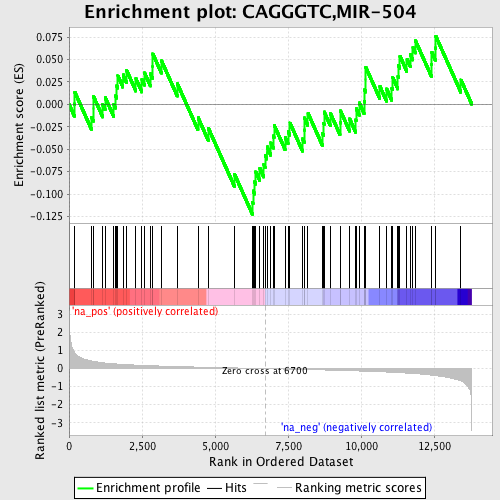 Enrichment plot: CAGGGTC,MIR-504
Enrichment score (ES)
0.075
0.050
0.025
0.000
-0.025
-0.050
-0.075
-0.100
-0.125
'na_pos' (positively correlated)
Ranked list metric (PreRanked)
3
2
1
0
-1
-2
-3
Zero cross at 6700
'na_neg' (negatively correlated)
0
2,500
5,000
7,500
10,000
12,500
Rank in Ordered Dataset
Enrichment profile
Hits
Ranking metric scores